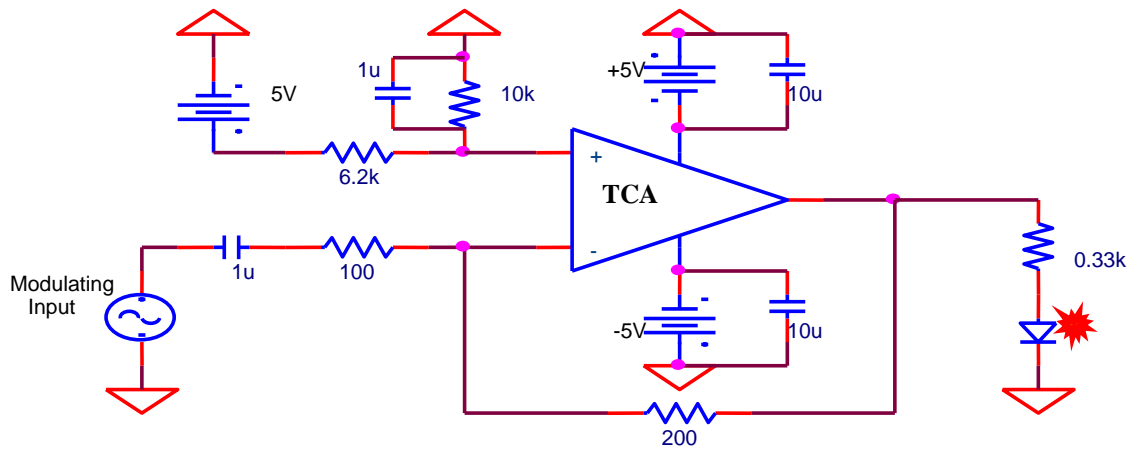 1u
+5V
5V
10k
10u
+
6.2k
TCA
-
0.33k
Modulating
Input
1u
100
-5V
10u
200